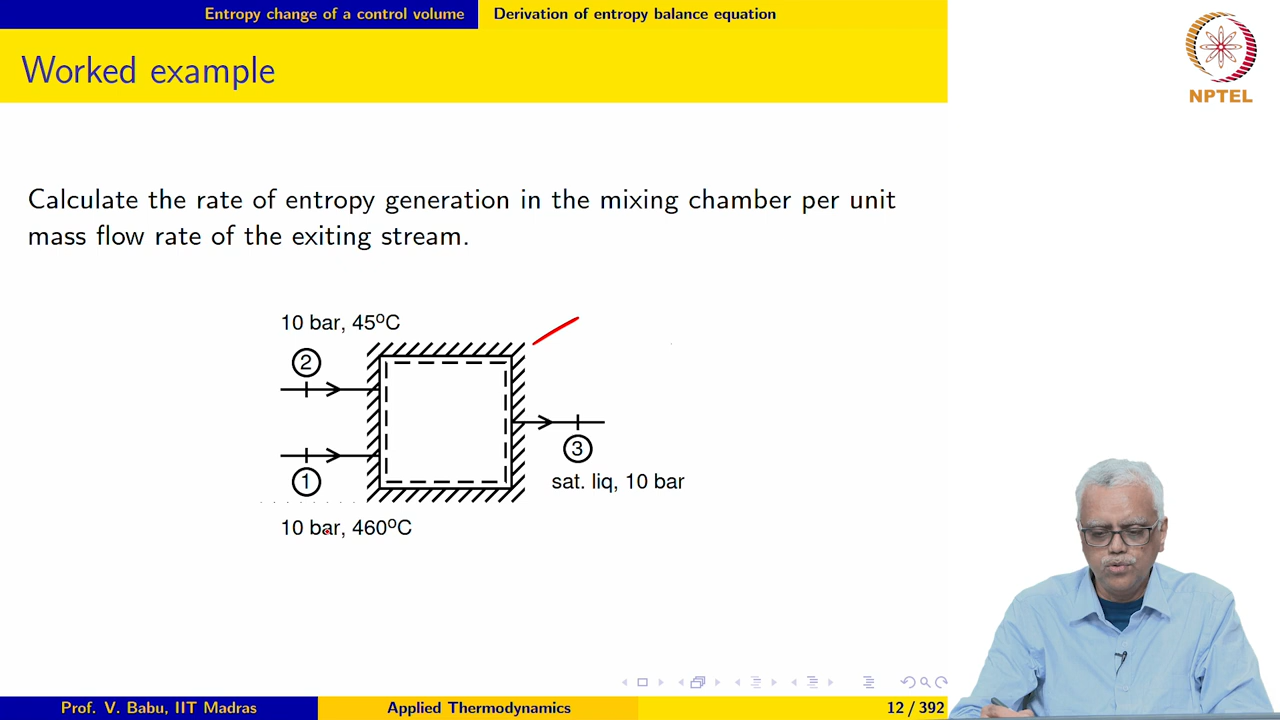 Entropy change of a control volume Derivation of entropy balance equation
Worked example
NPTEL
Calculate the rate of entropy generation in the mixing chamber per unit
mass flow rate of the exiting stream.
10 bar, 45°C
2
3
1
sat. liq, 10 bar
10 bar, 460°C
Prof. V. Babu, IIT Madras Applied Thermodynamics 12 / 392